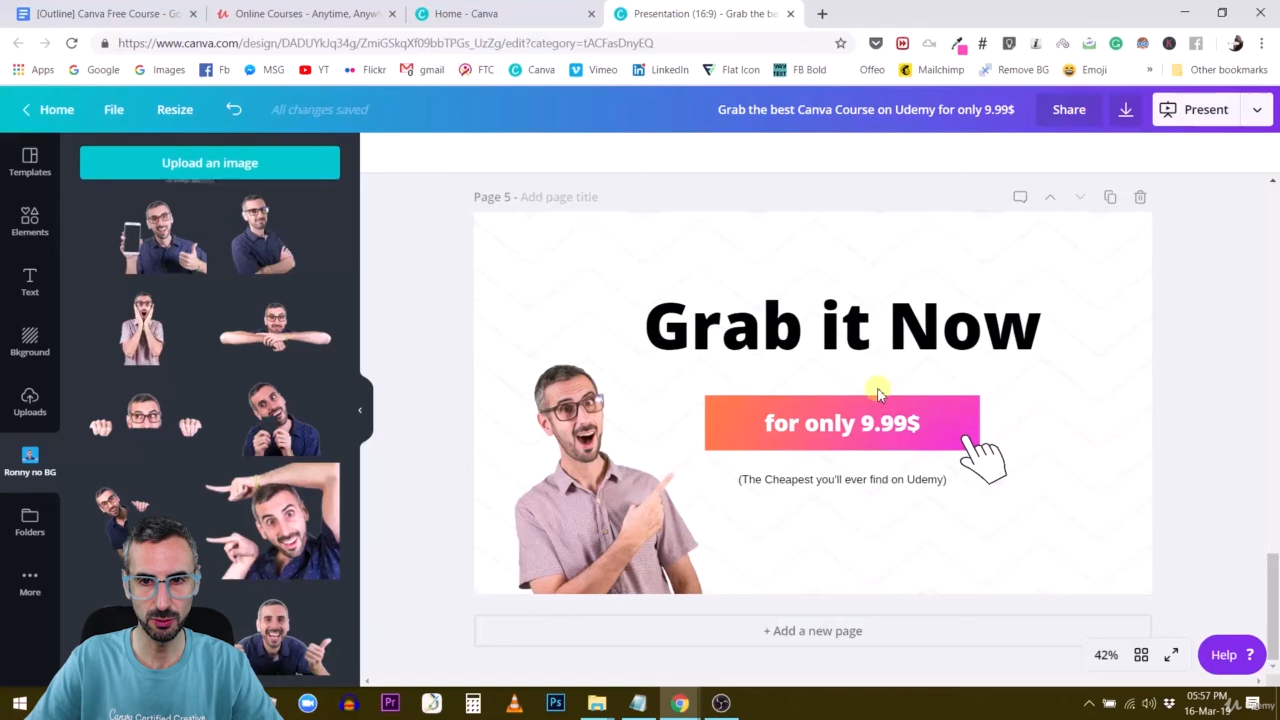 [Outline] Canva Free Course - Go
Online Courses - Anytime, Anywh
Home - Canva
Presentation (16:9) - Grab the be
https://www.canva.com/design/DADUYkJq34g/ZmGSkqXf09bbTPGs_UzZg/edit?category=tACFasDnyEQ
Apps
Google
Images
Fb
MSG
YT
Flickr
gmail
FTC
Canva
Vimeo
LinkedIn
Flat Icon
FB Bold
Offeo
Mailchimp
Remove BG
Emoji
»
Other bookmarks
Home
File
Resize
All changes saved
Grab the best Canva Course on Udemy for only 9.99$
Share
Present
Templates
Elements
Text
Bkground
Uploads
Ronny no BG
Folders
More
Upload an image
Page 5 - Add page title
Grab it Now
for only 9.99$
(The Cheapest you'll ever find on Udemy)
+ Add a new page
42%
Help ?
Canva Certified Creative
05:57 PM
16-Mar-19
Udemy